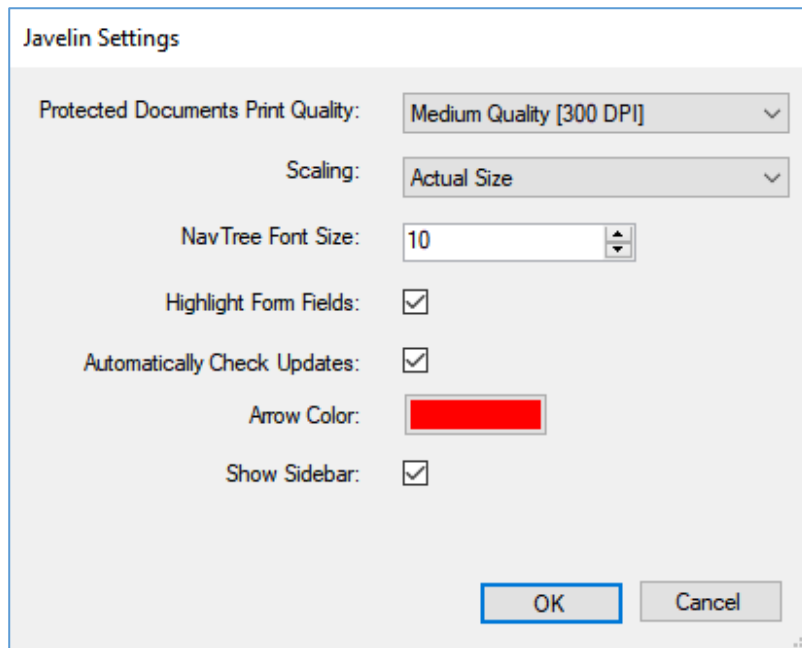 Javelin Settings
Protected Documents Print Quality: Medium Quality [300 DPI]
Scaling: Actual Size
NavTree Font Size: 10
Highlight Form Fields:
Automatically Check Updates:
Arrow Color:
Show Sidebar:
OK Cancel